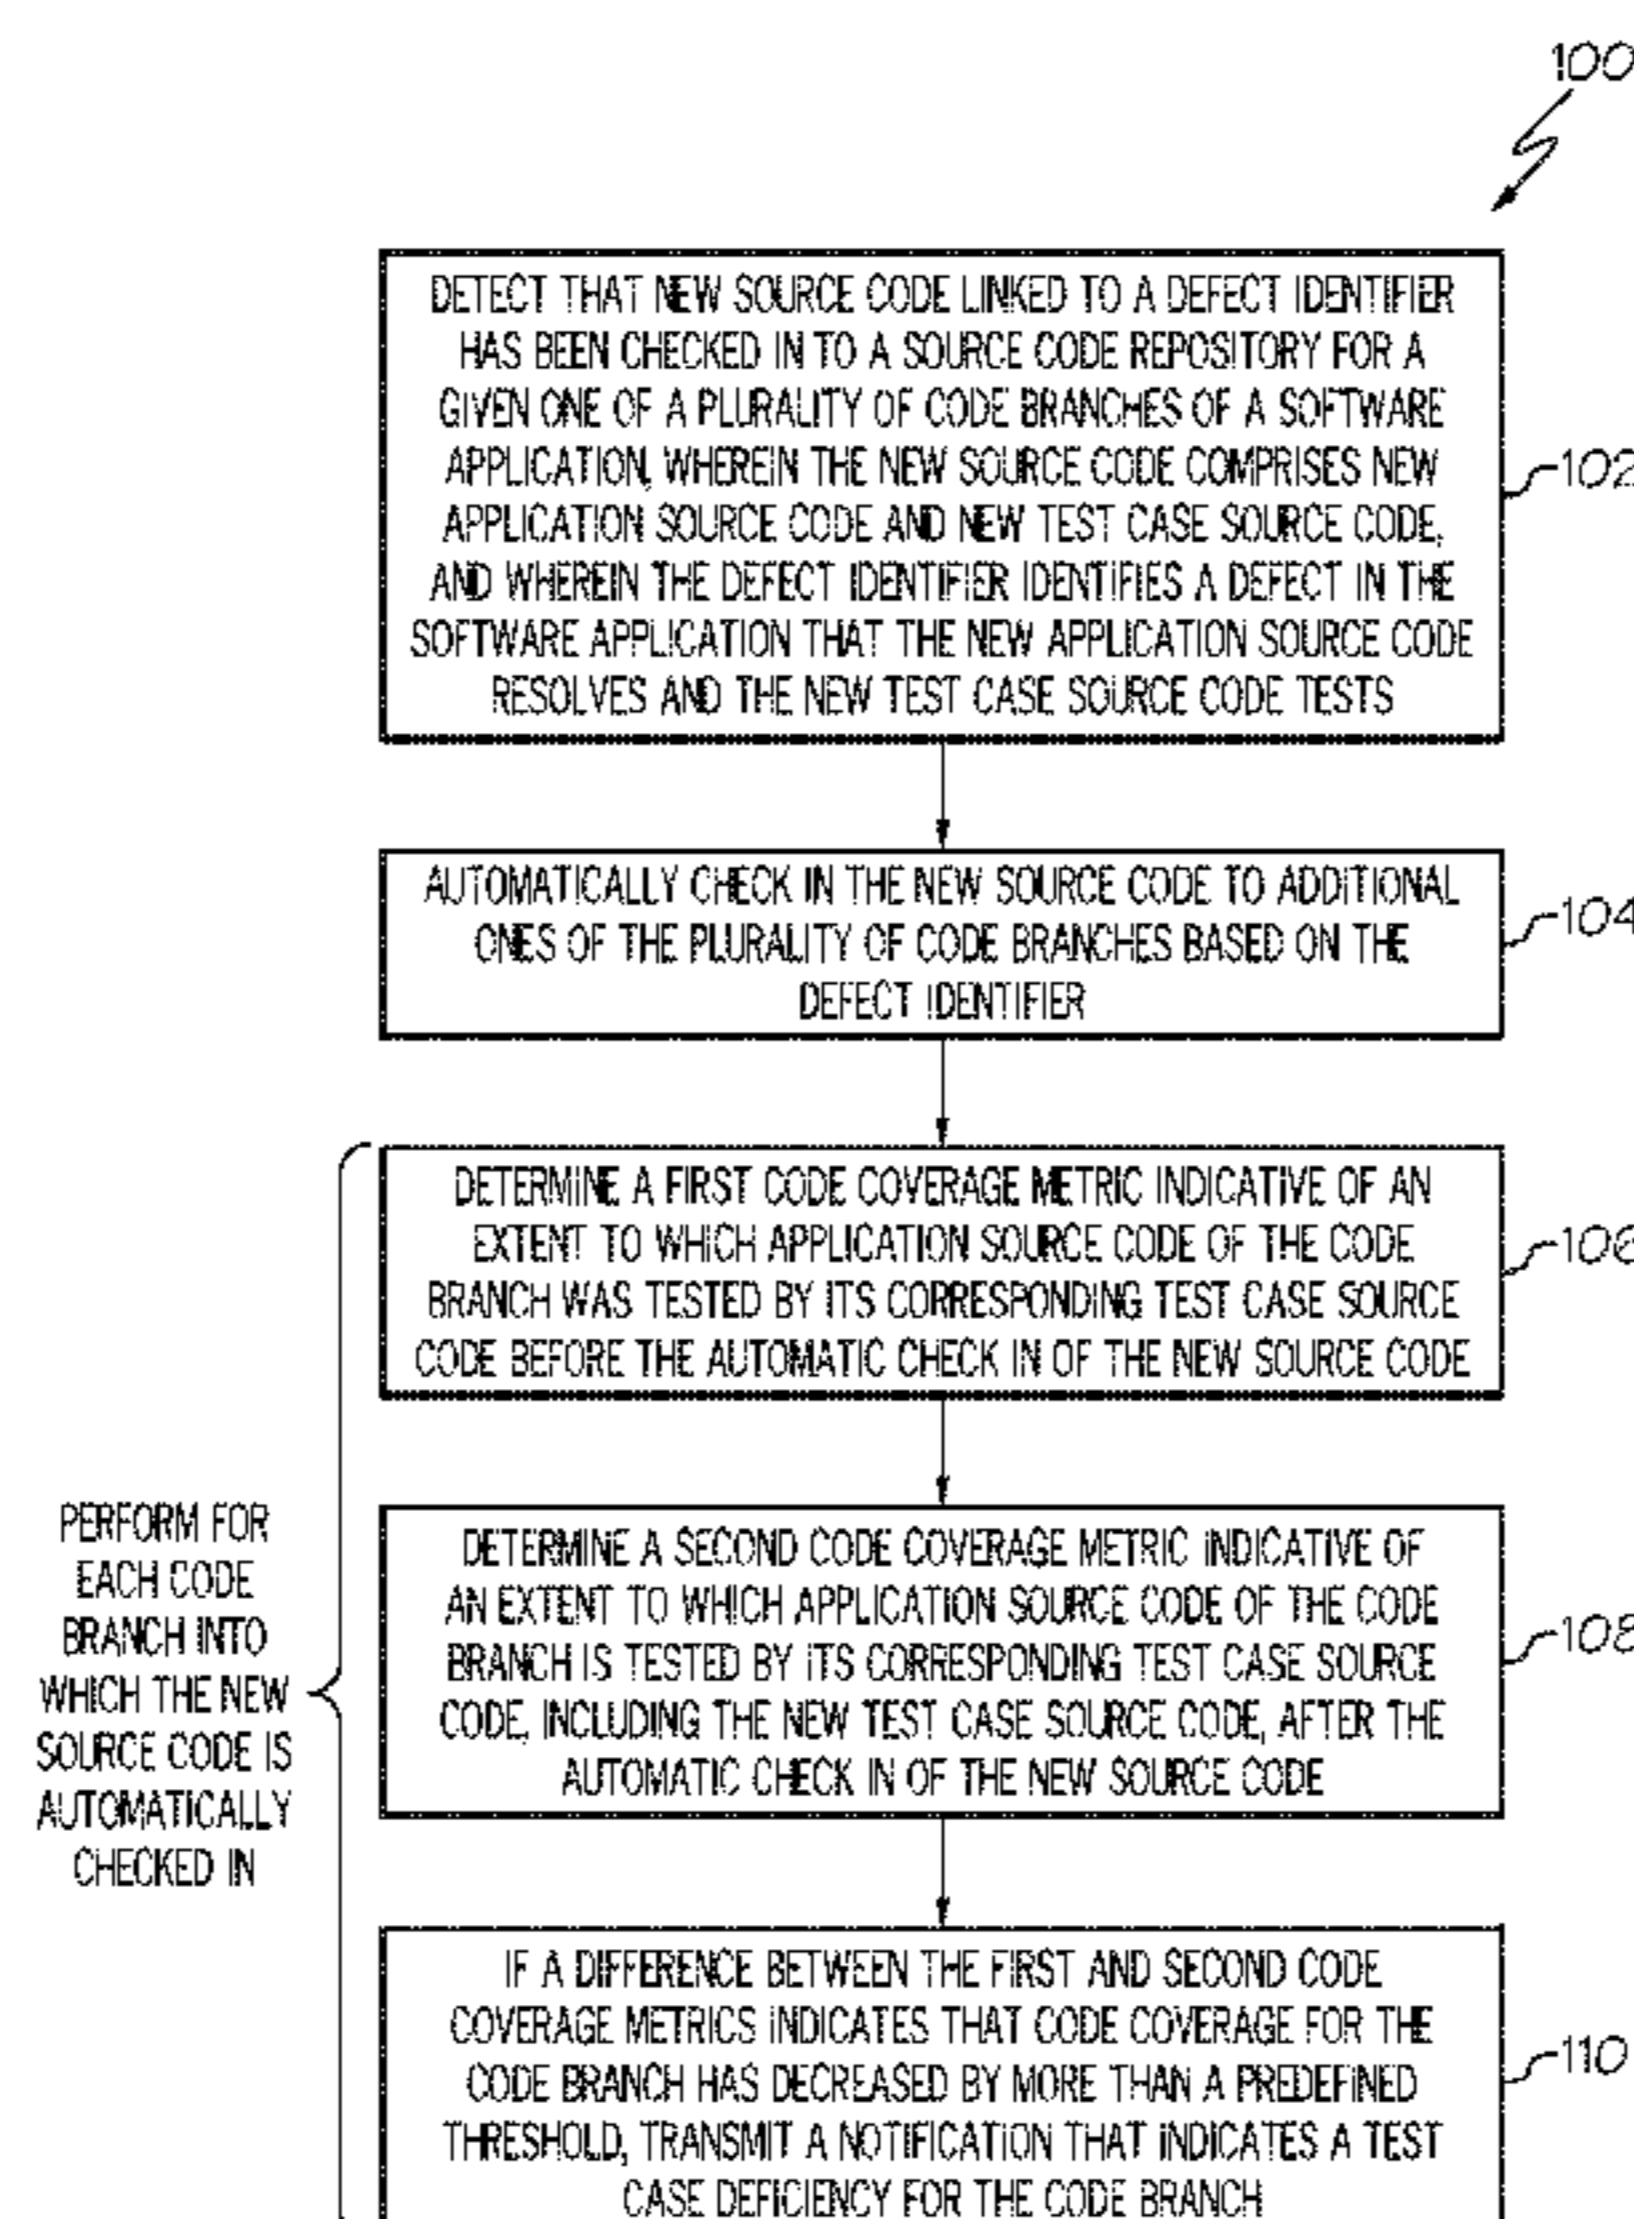 100
DETECT THAT NEW SOURCE CODE LINKED TO A DEFECT IDENTIFIER
HAS BEEN CHECKED IN TO A SOURCE CODE REPOSITORY FOR A
GIVEN ONE OF A PLURALITY OF CODE BRANCHES OF A SOFTWARE
APPLICATION, WHEREIN THE NEW SOURCE CODE COMPRISES NEW
APPLICATION SOURCE CODE AND NEW TEST CASE SOURCE CODE,
AND WHEREIN THE DEFECT IDENTIFIER IDENTIFIES A DEFECT IN THE
SOFTWARE APPLICATION THAT THE NEW APPLICATION SOURCE CODE
RESOLVES AND THE NEW TEST CASE SOURCE CODE TESTS
102
AUTOMATICALLY CHECK IN THE NEW SOURCE CODE TO ADDITIONAL
ONES OF THE PLURALITY OF CODE BRANCHES BASED ON THE
DEFECT IDENTIFIER
104
DETERMINE A FIRST CODE COVERAGE METRIC INDICATIVE OF AN
EXTENT TO WHICH APPLICATION SOURCE CODE OF THE CODE
BRANCH WAS TESTED BY ITS CORRESPONDING TEST CASE SOURCE
CODE BEFORE THE AUTOMATIC CHECK IN OF THE NEW SOURCE CODE
106
PERFORM FOR
EACH CODE
BRANCH INTO
WHICH THE NEW
SOURCE CODE IS
AUTOMATICALLY
CHECKED IN
DETERMINE A SECOND CODE COVERAGE METRIC INDICATIVE OF
AN EXTENT TO WHICH APPLICATION SOURCE CODE OF THE CODE
BRANCH IS TESTED BY ITS CORRESPONDING TEST CASE SOURCE
CODE, INCLUDING THE NEW TEST CASE SOURCE CODE, AFTER THE
AUTOMATIC CHECK IN OF THE NEW SOURCE CODE
108
IF A DIFFERENCE BETWEEN THE FIRST AND SECOND CODE
COVERAGE METRICS INDICATES THAT CODE COVERAGE FOR THE
CODE BRANCH HAS DECREASED BY MORE THAN A PREDEFINED
THRESHOLD, TRANSMIT A NOTIFICATION THAT INDICATES A TEST
CASE DEFICIENCY FOR THE CODE BRANCH
110